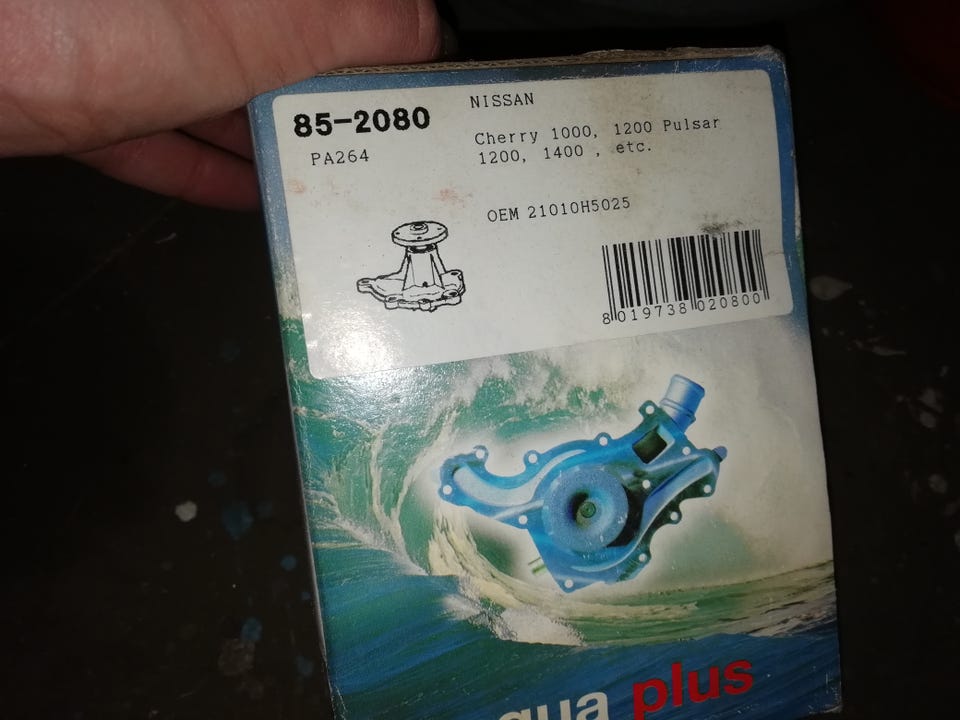 85-2080
PA264
NISSAN
Cherry 1000, 1200 Pulsar
1200, 1400 , etc.
OEM 21010H5025
8 019738 020800
plus